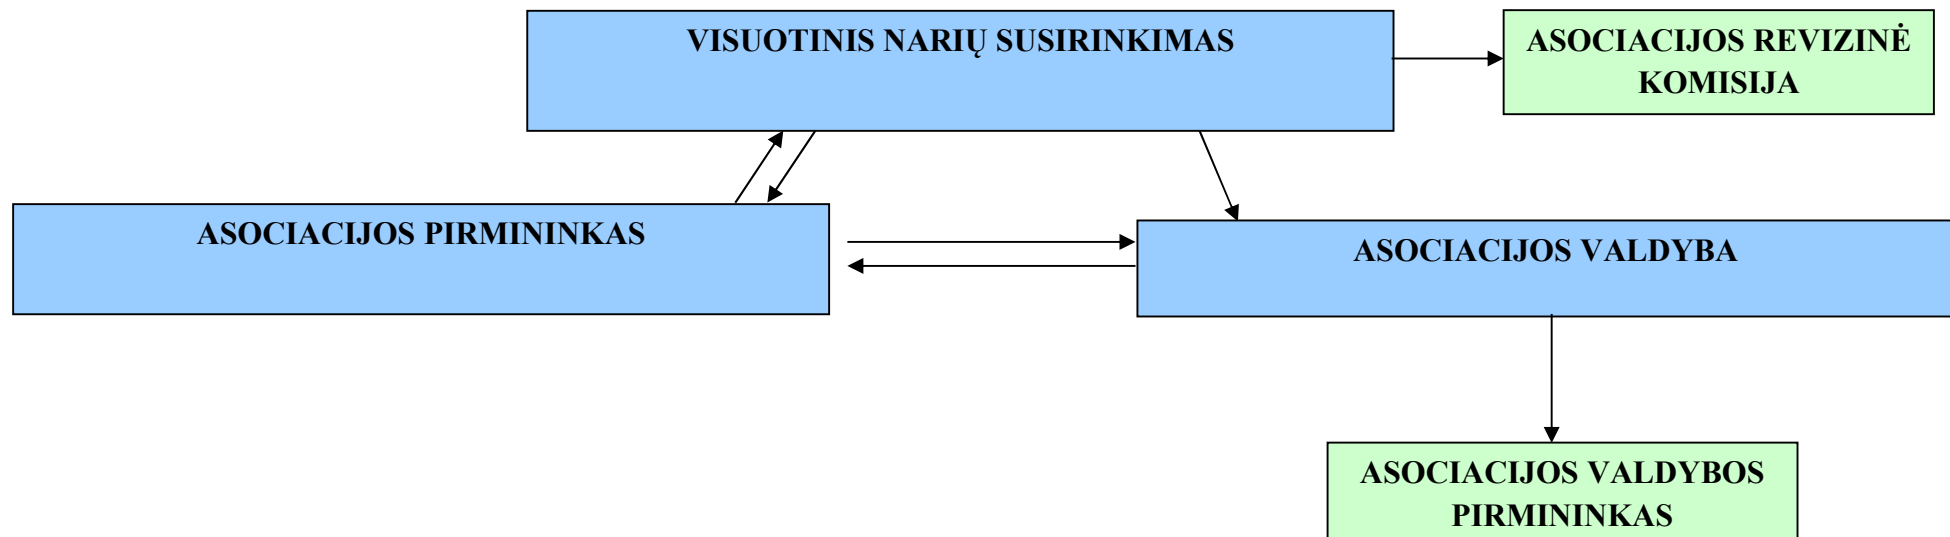 VISUOTINIS NARIŲ SUSIRINKIMAS
ASOCIACIJOS REVIZINĖ
KOMISIJA
ASOCIACIJOS PIRMININKAS
ASOCIACIJOS VALDYBA
ASOCIACIJOS VALDYBOS
PIRMININKAS